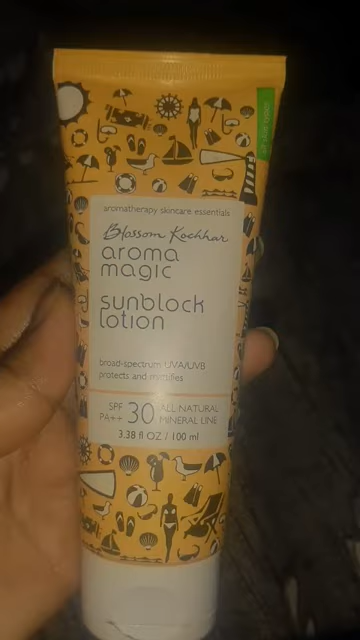 aromatherapy skincare essentials
Blossom Kochhar
aroma
magic
sunblock
lotion
broad-spectrum UVA/UVB
protects and mattifies
SPF 30 ALL NATURAL
PA++ MINERAL LINE
3.38 fl OZ / 100 ml